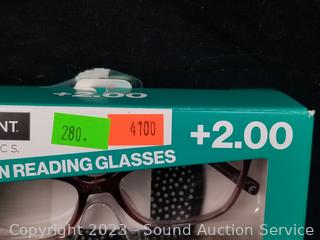 +2.00
NT.
C S.
280.
4100
+2.00
N READING GLASSES
Copyright © 2023 - Sound Auction Service